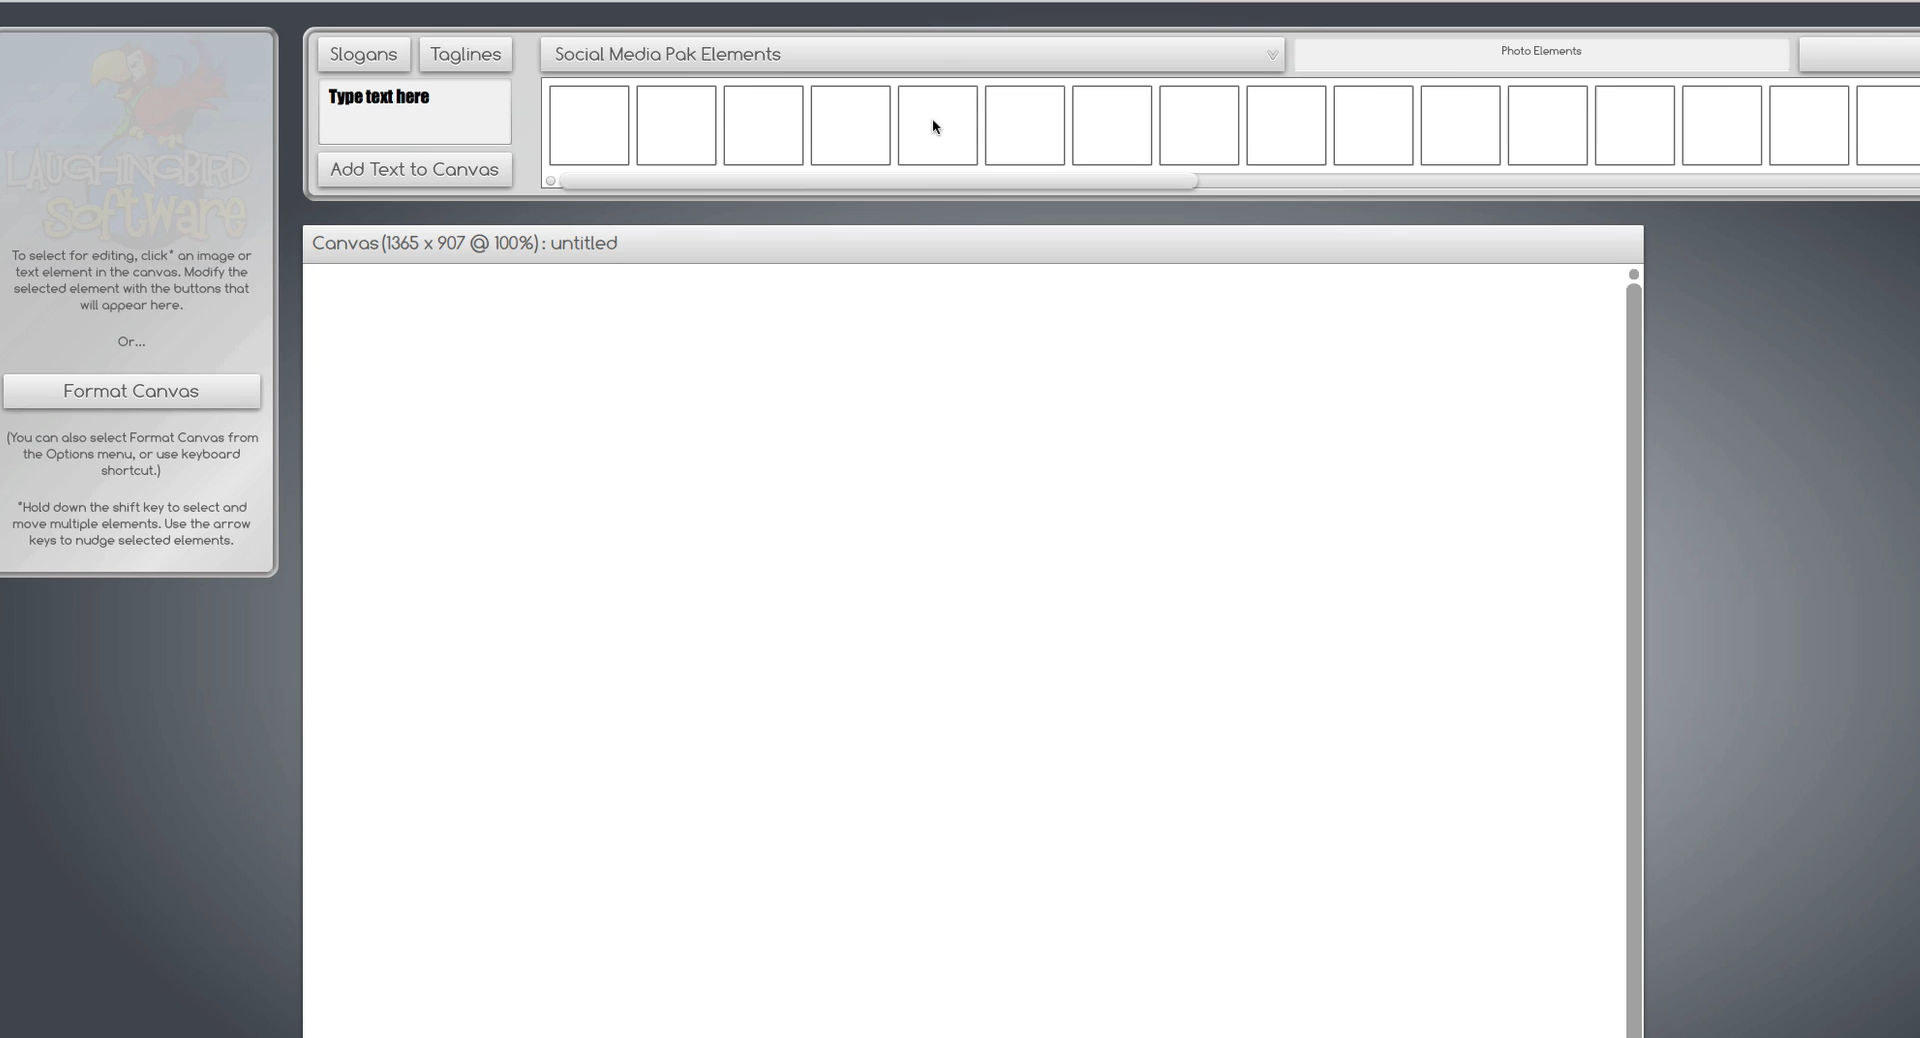 Slogans
Taglines
Social Media Pak Elements
Photo Elements
Type text here
Add Text to Canvas
LAUGHINGBIRD
software
To select for editing, click* an image or
text element in the canvas. Modify the
selected element with the buttons that
will appear here.
Or...
Format Canvas
(You can also select Format Canvas from
the Options menu, or use keyboard
shortcut.)
*Hold down the shift key to select and
move multiple elements. Use the arrow
keys to nudge selected elements.
Canvas (1365 x 907 @ 100%) : untitled